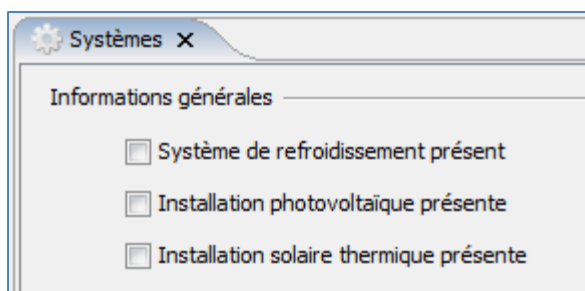 Systèmes
Informations générales
Système de refroidissement présent
Installation photovoltaïque présente
Installation solaire thermique présente